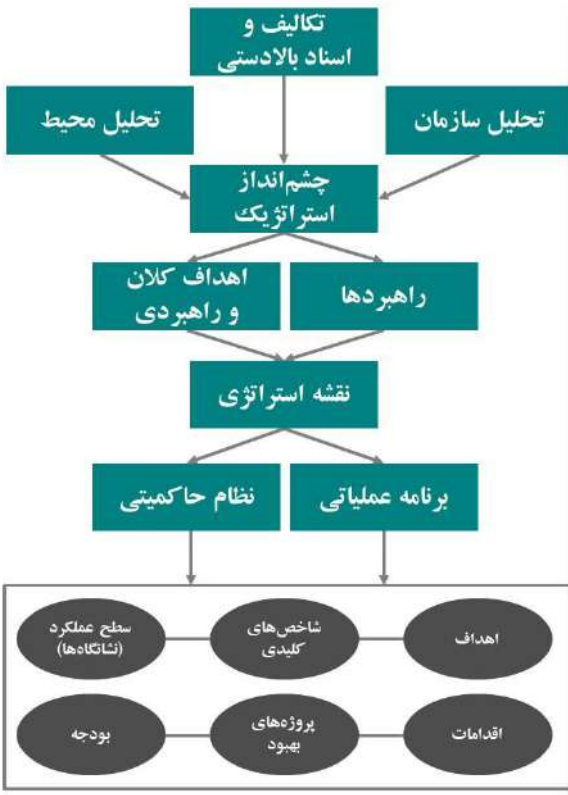 تکالیف و
اسناد بالادستی
تحلیل سازمان
تحلیل محیط
چشم‌انداز
استراتژیک
راهبردها
اهداف کلان
و راهبردی
نقشه استراتژی
برنامه عملیاتی
نظام حاکمیتی
اهداف
شاخص‌های
کلیدی
سطح عملکرد
(نشانگاه‌ها)
اقدامات
پروژه‌های
بهبود
بودجه